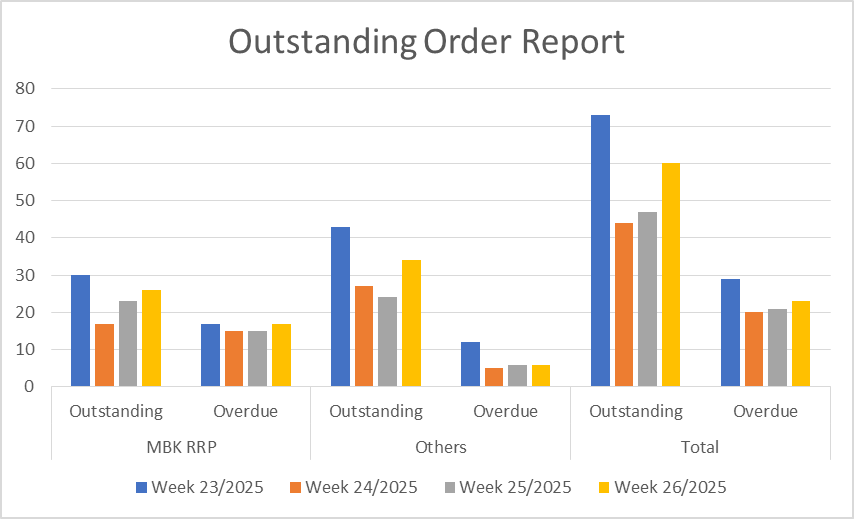 Outstanding Order Report
80
70
60
50
40
30
20
10
0
Outstanding Overdue Outstanding Overdue Outstanding Overdue
MBK RRP Others Total
Week 23/2025 Week 24/2025 Week 25/2025 Week 26/2025